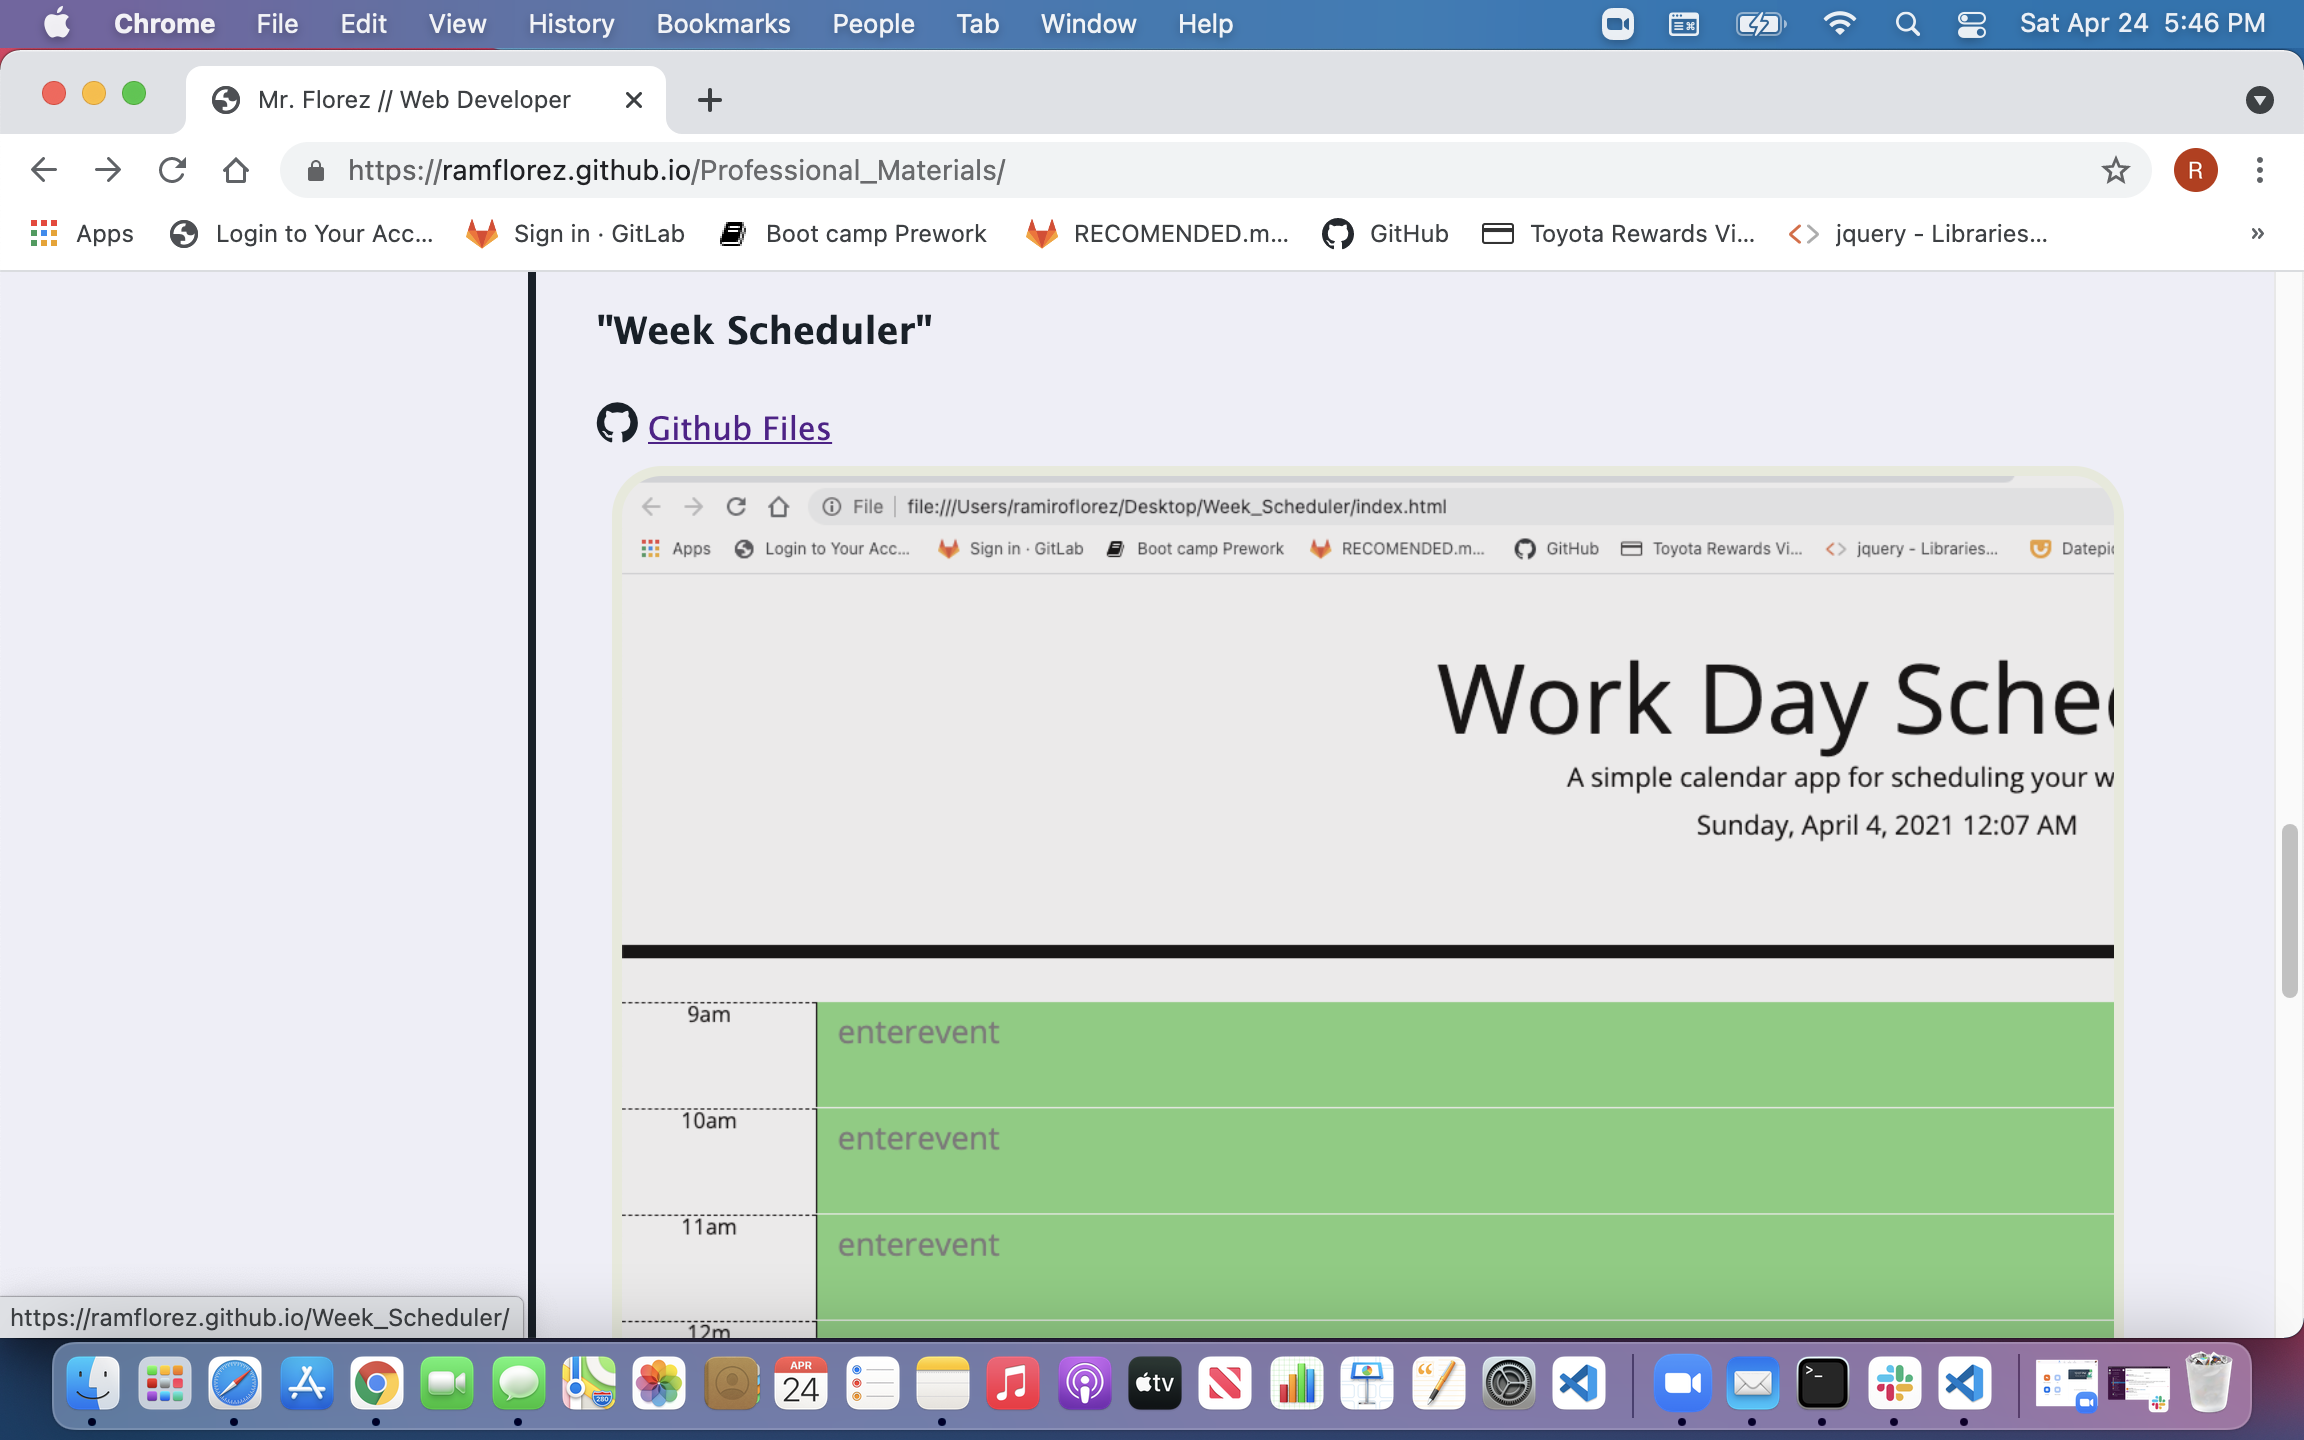 Chrome File Edit View History Bookmarks People Tab Window Help Sat Apr 24 5:46 PM
Mr. Florez // Web Developer
https://ramflorez.github.io/Professional_Materials/ R
Apps Login to Your Acc... Sign in · GitLab Boot camp Prework RECOMENDED.m... GitHub Toyota Rewards Vi... jquery - Libraries... »
"Week Scheduler"
Github Files
File file:///Users/ramiroflorez/Desktop/Week_Scheduler/index.html
Apps Login to Your Acc... Sign in · GitLab Boot camp Prework RECOMENDED.m... GitHub Toyota Rewards Vi... jquery - Libraries... Datepi
Work Day Sche
A simple calendar app for scheduling your w
Sunday, April 4, 2021 12:07 AM
9am enterevent
10am enterevent
11am enterevent
12m
https://ramflorez.github.io/Week_Scheduler/
APR
24
280
tv
>_